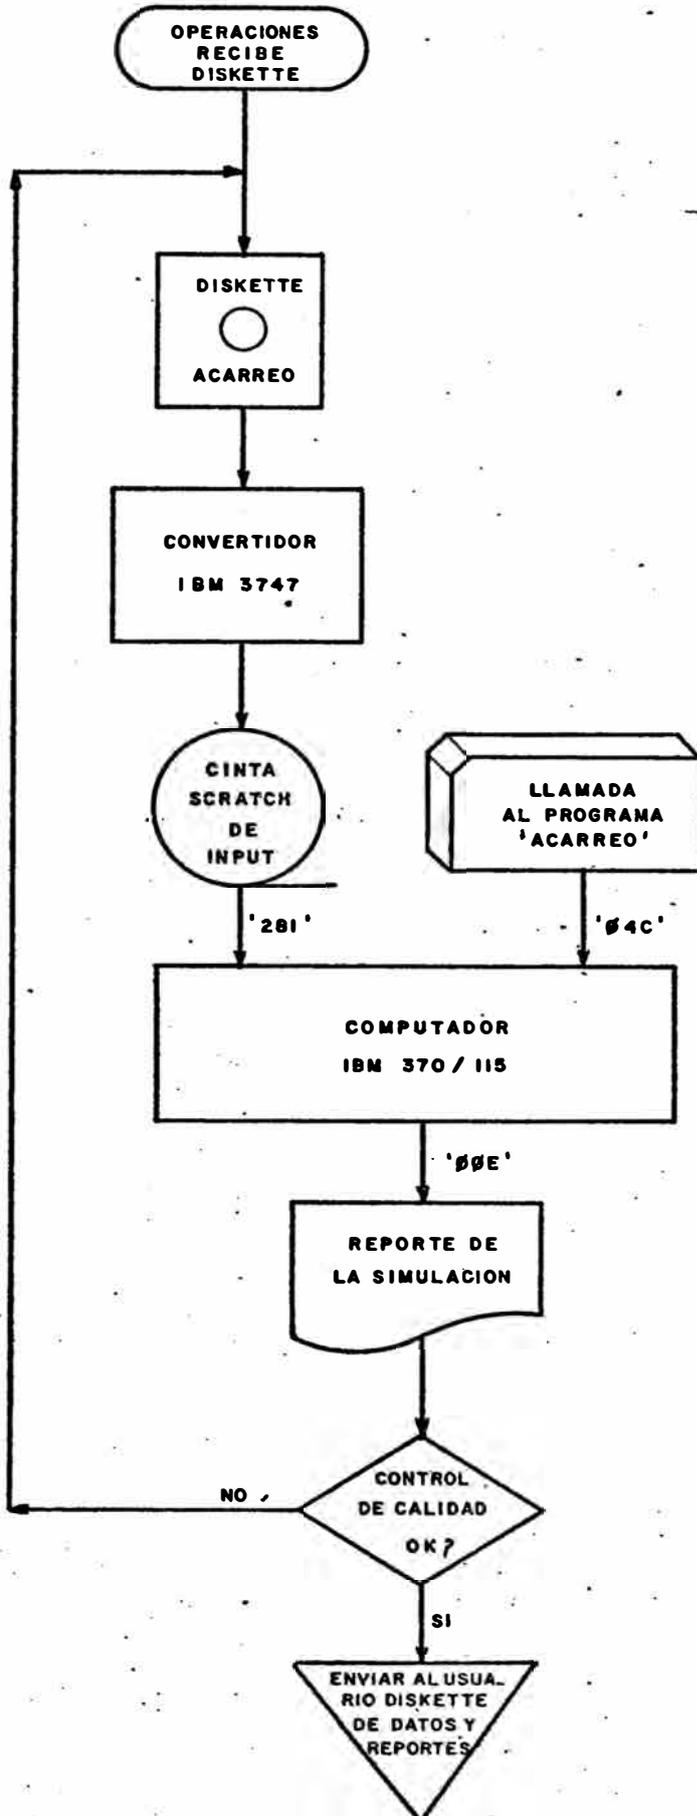 OPERACIONES
RECIBE
DISKETTE
DISKETTE
ACARREO
CONVERTIDOR
IBM 3747
CINTA
SCRATCH
DE
INPUT
LLAMADA
AL PROGRAMA
'ACARREO'
'281'
'Ø4C'
COMPUTADOR
IBM 370 / 115
'ØØE'
REPORTE DE
LA SIMULACION
CONTROL
DE CALIDAD
OK?
NO
SI
ENVIAR AL USUA_
RIO DISKETTE
DE DATOS Y
REPORTES